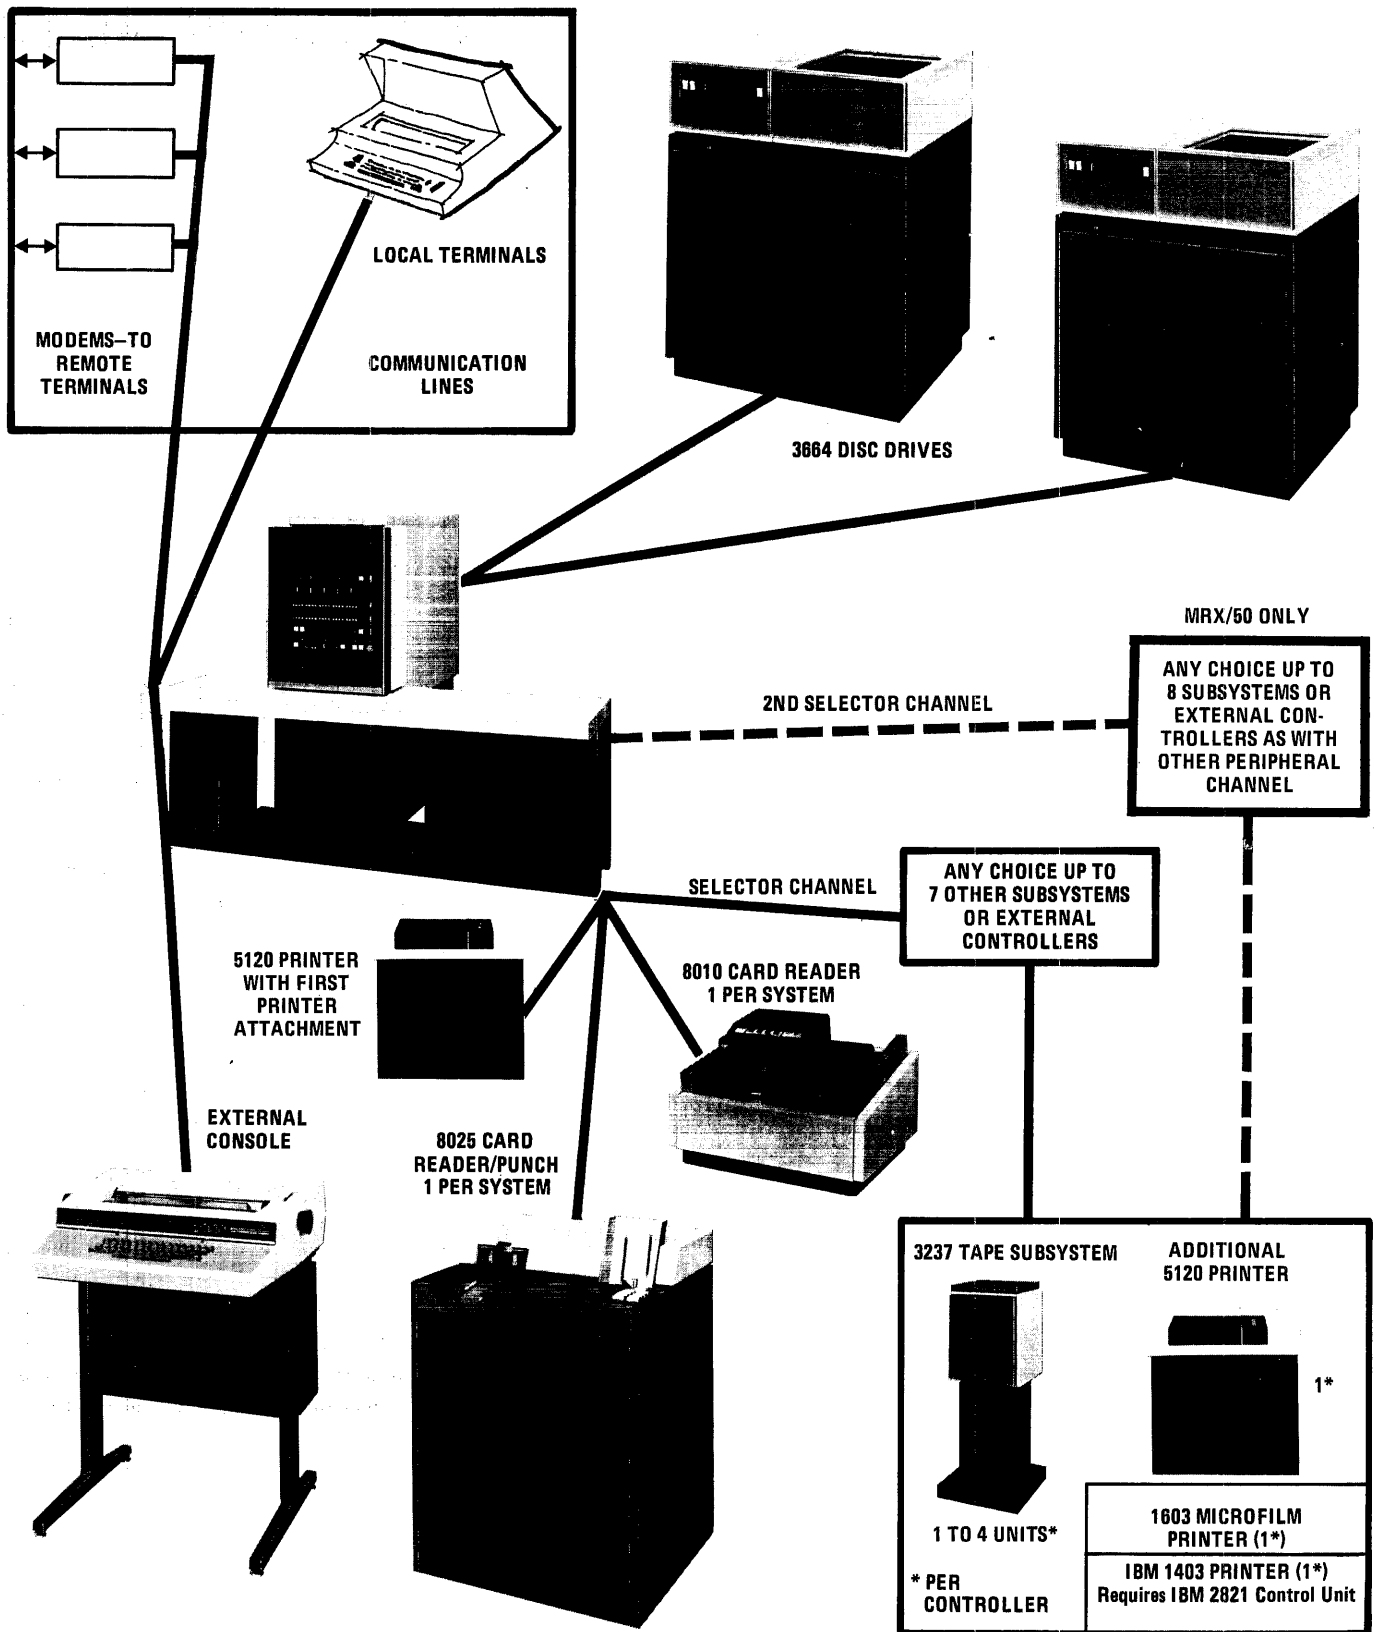 LOCAL TERMINALS
MODEMS–TO
REMOTE
TERMINALS
COMMUNICATION
LINES
3664 DISC DRIVES
MRX/50 ONLY
ANY CHOICE UP TO
8 SUBSYSTEMS OR
EXTERNAL CON-
TROLLERS AS WITH
OTHER PERIPHERAL
CHANNEL
2ND SELECTOR CHANNEL
SELECTOR CHANNEL
ANY CHOICE UP TO
7 OTHER SUBSYSTEMS
OR EXTERNAL
CONTROLLERS
5120 PRINTER
WITH FIRST
PRINTER
ATTACHMENT
8010 CARD READER
1 PER SYSTEM
EXTERNAL
CONSOLE
8025 CARD
READER/PUNCH
1 PER SYSTEM
3237 TAPE SUBSYSTEM
1 TO 4 UNITS*
* PER
CONTROLLER
ADDITIONAL
5120 PRINTER
1*
1603 MICROFILM
PRINTER (1*)
IBM 1403 PRINTER (1*)
Requires IBM 2821 Control Unit